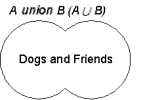 A union B (A ∪ B)
Dogs and Friends